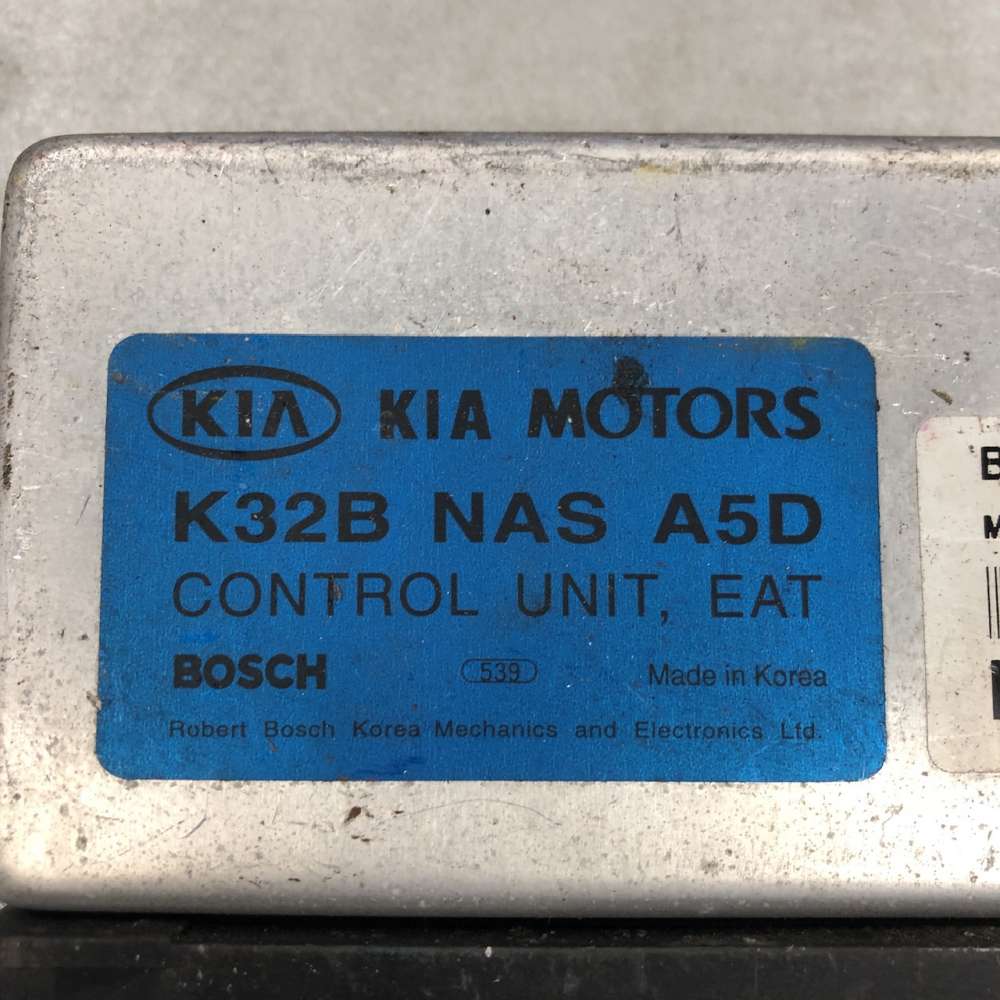 KIA KIA MOTORS
K32B NAS A5D
CONTROL UNIT, EAT
BOSCH 539 Made in Korea
Robert Bosch Korea Mechanics and Electronics Ltd.